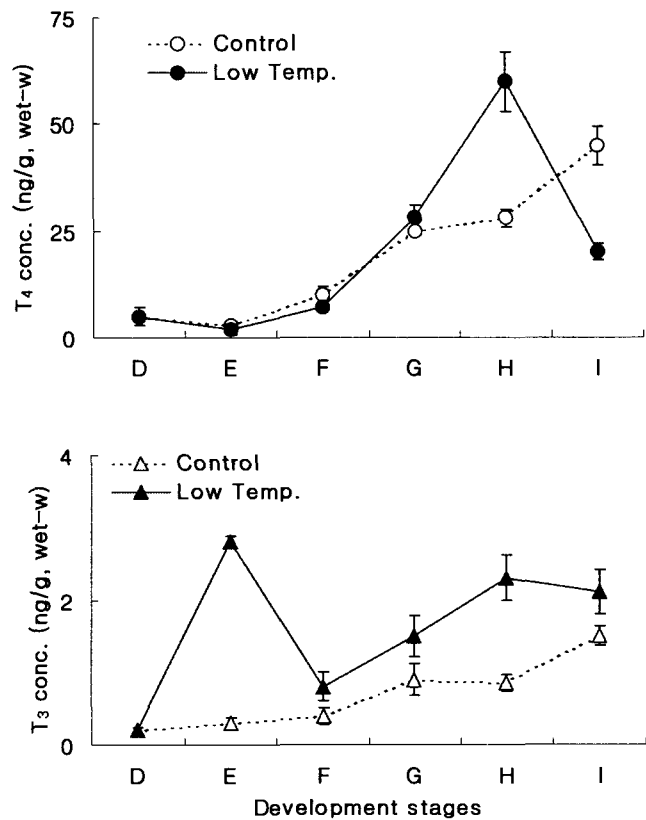 75
50
25
0
T4 conc. (ng/g, wet-w)
Control
Low Temp.
D E F G H I
4
2
0
T3 conc. (ng/g, wet-w)
Control
Low Temp.
D E F G H I
Development stages